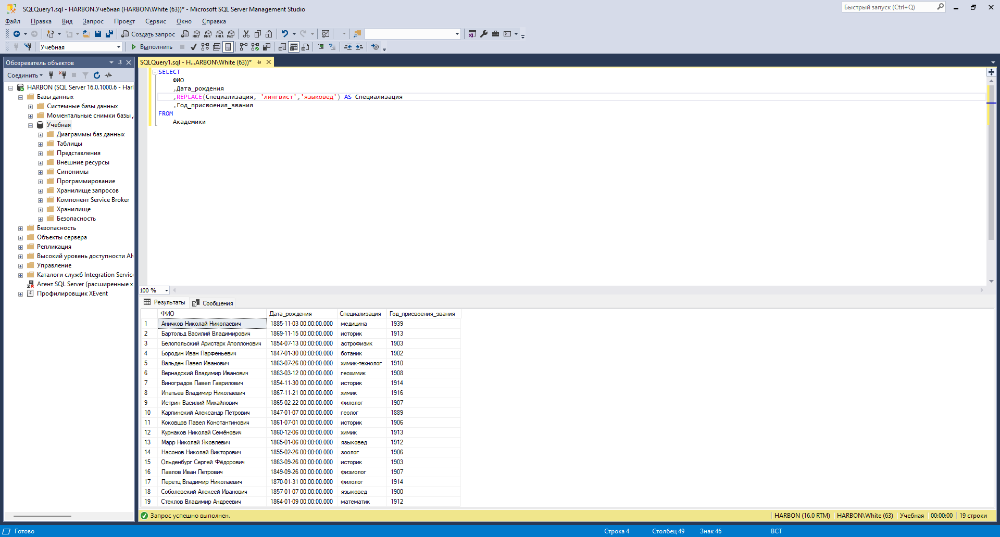 SQLQuery1.sql - HARBON.Учебная (HARBON\White (63))* - Microsoft SQL Server Management Studio
Быстрый запуск (Ctrl+Q)
Файл Правка Вид Запрос Проект Сервис Окно Справка
Создать запрос MDX DMX XMLA DAX
Учебная Выполнить
Обозреватель объектов
SQLQuery1.sql - H...ARBON\White (63))*
Соединить
HARBON (SQL Server 16.0.1000.6 - Harl
Базы данных
Системные базы данных
Моментальные снимки базы
Учебная
Диаграммы баз данных
Таблицы
Представления
Внешние ресурсы
Синонимы
Программирование
Хранилище запросов
Компонент Service Broker
Хранилище
Безопасность
Безопасность
Объекты сервера
Репликация
Высокий уровень доступности Alw
Управление
Каталоги служб Integration Service
Агент SQL Server (расширенные х
Профилировщик XEvent
SELECT
ФИО
,Дата_рождения
,REPLACE(Специализация, 'лингвист','языковед') AS Специализация
,Год_присвоения_звания
FROM
Академики
100 %
Результаты Сообщения
ФИО Дата_рождения Специализация Год_присвоения_звания
1 Аничков Николай Николаевич 1885-11-03 00:00:00.000 медицина 1939
2 Бартольд Василий Владимирович 1869-11-15 00:00:00.000 историк 1913
3 Белопольский Аристарх Аполлонович 1854-07-13 00:00:00.000 астрофизик 1903
4 Бородин Иван Парфеньевич 1847-01-30 00:00:00.000 ботаник 1902
5 Вальден Павел Иванович 1863-07-26 00:00:00.000 химик-технолог 1910
6 Вернадский Владимир Иванович 1863-03-12 00:00:00.000 геохимик 1908
7 Виноградов Павел Гаврилович 1854-11-30 00:00:00.000 историк 1914
8 Ипатьев Владимир Николаевич 1867-11-21 00:00:00.000 химик 1916
9 Истрин Василий Михайлович 1865-02-22 00:00:00.000 филолог 1907
10 Карпинский Александр Петрович 1847-01-07 00:00:00.000 геолог 1889
11 Коковцов Павел Константинович 1861-07-01 00:00:00.000 историк 1906
12 Курнаков Николай Семёнович 1860-12-06 00:00:00.000 химик 1913
13 Марр Николай Яковлевич 1865-01-06 00:00:00.000 языковед 1912
14 Насонов Николай Викторович 1855-02-26 00:00:00.000 зоолог 1906
15 Ольденбург Сергей Фёдорович 1863-09-26 00:00:00.000 историк 1903
16 Павлов Иван Петрович 1849-09-26 00:00:00.000 физиолог 1907
17 Перетц Владимир Николаевич 1870-01-31 00:00:00.000 филолог 1914
18 Соболевский Алексей Иванович 1857-01-07 00:00:00.000 языковед 1900
19 Стеклов Владимир Андреевич 1864-01-09 00:00:00.000 математик 1912
Запрос успешно выполнен. HARBON (16.0 RTM) HARBON\White (63) Учебная 00:00:00 19 строки
Готово Строка 4 Столбец 49 Знак 46 ВСТ